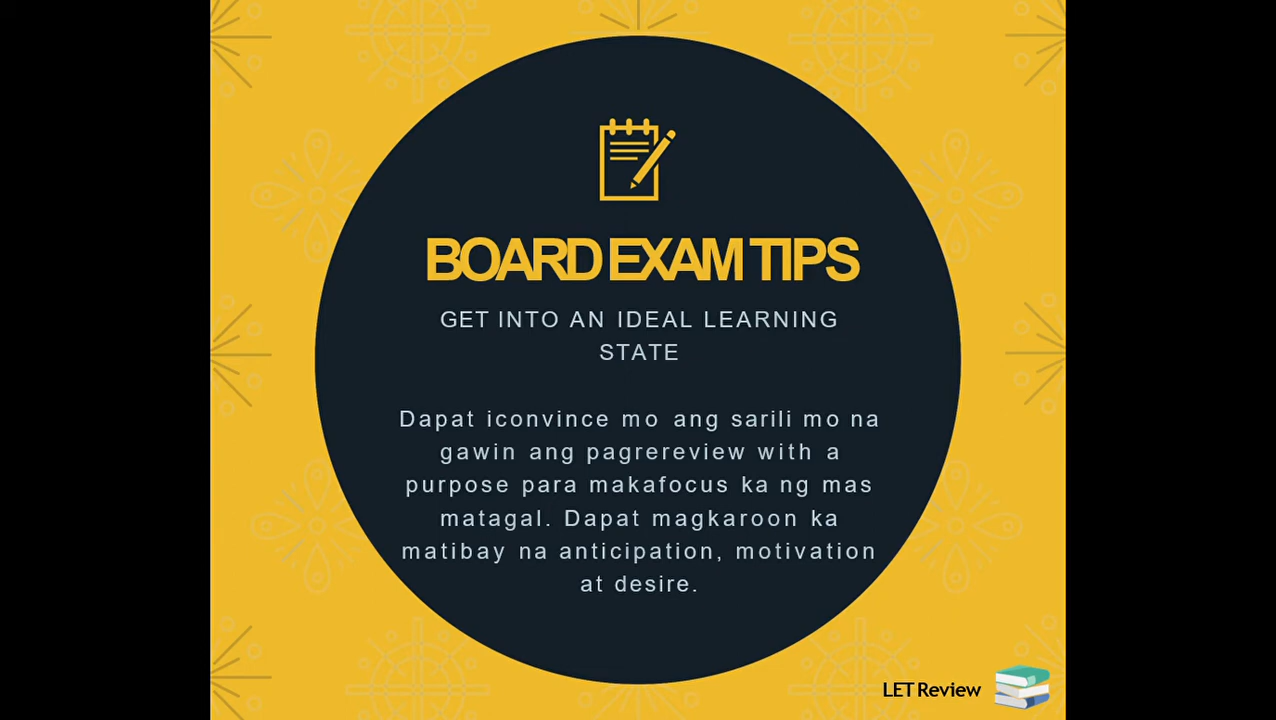 BOARD EXAM TIPS
GET INTO AN IDEAL LEARNING
STATE
Dapat iconvince mo ang sarili mo na
gawin ang pagrereview with a
purpose para makafocus ka ng mas
matagal. Dapat magkaroon ka
matibay na anticipation, motivation
at desire.
LET Review